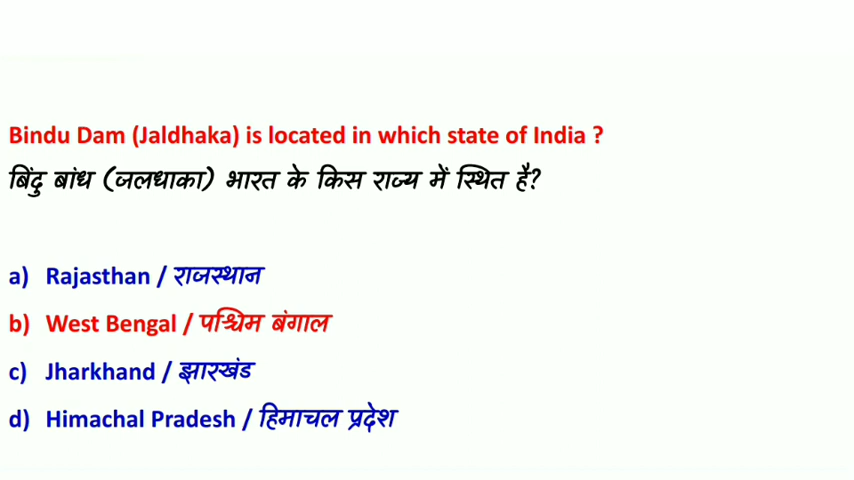 Bindu Dam (Jaldhaka) is located in which state of India ?
बिंदु बांध (जलधाका) भारत के किस राज्य में स्थित है?
a) Rajasthan / राजस्थान
b) West Bengal / पश्चिम बंगाल
c) Jharkhand / झारखंड
d) Himachal Pradesh / हिमाचल प्रदेश